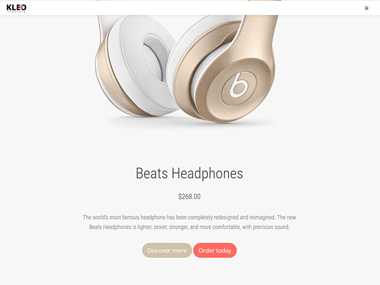 KLEO
Beats Headphones
$268.00
The world's most famous headphone has been completely redesigned and reimagined. The new
Beats Headphones is lighter, sexier, stronger, and more comfortable, with precision sound.
Discover more
Order today